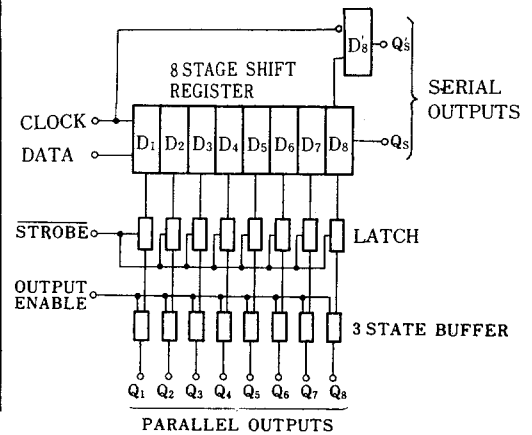 D'8
Q's
8 STAGE SHIFT
REGISTER
SERIAL
OUTPUTS
CLOCK
DATA
D1 D2 D3 D4 D5 D6 D7 D8
Qs
STROBE
LATCH
OUTPUT
ENABLE
3 STATE BUFFER
Q1 Q2 Q3 Q4 Q5 Q6 Q7 Q8
PARALLEL OUTPUTS